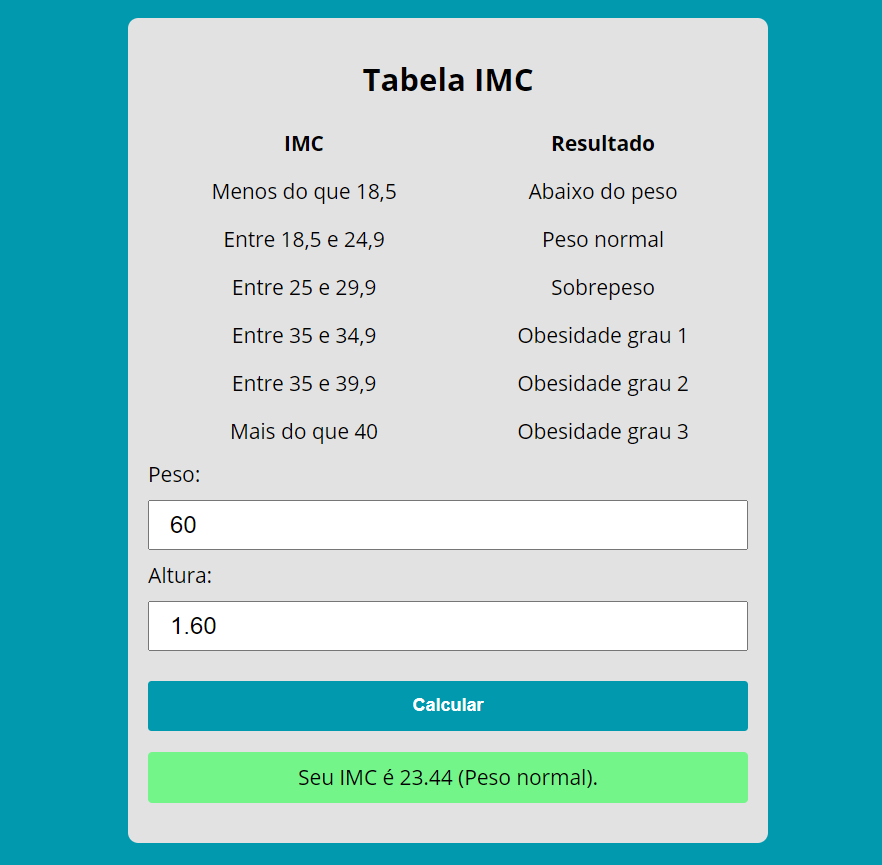 Tabela IMC
IMC Resultado
Menos do que 18,5 Abaixo do peso
Entre 18,5 e 24,9 Peso normal
Entre 25 e 29,9 Sobrepeso
Entre 35 e 34,9 Obesidade grau 1
Entre 35 e 39,9 Obesidade grau 2
Mais do que 40 Obesidade grau 3
Peso:
60
Altura:
1.60
Calcular
Seu IMC é 23.44 (Peso normal).